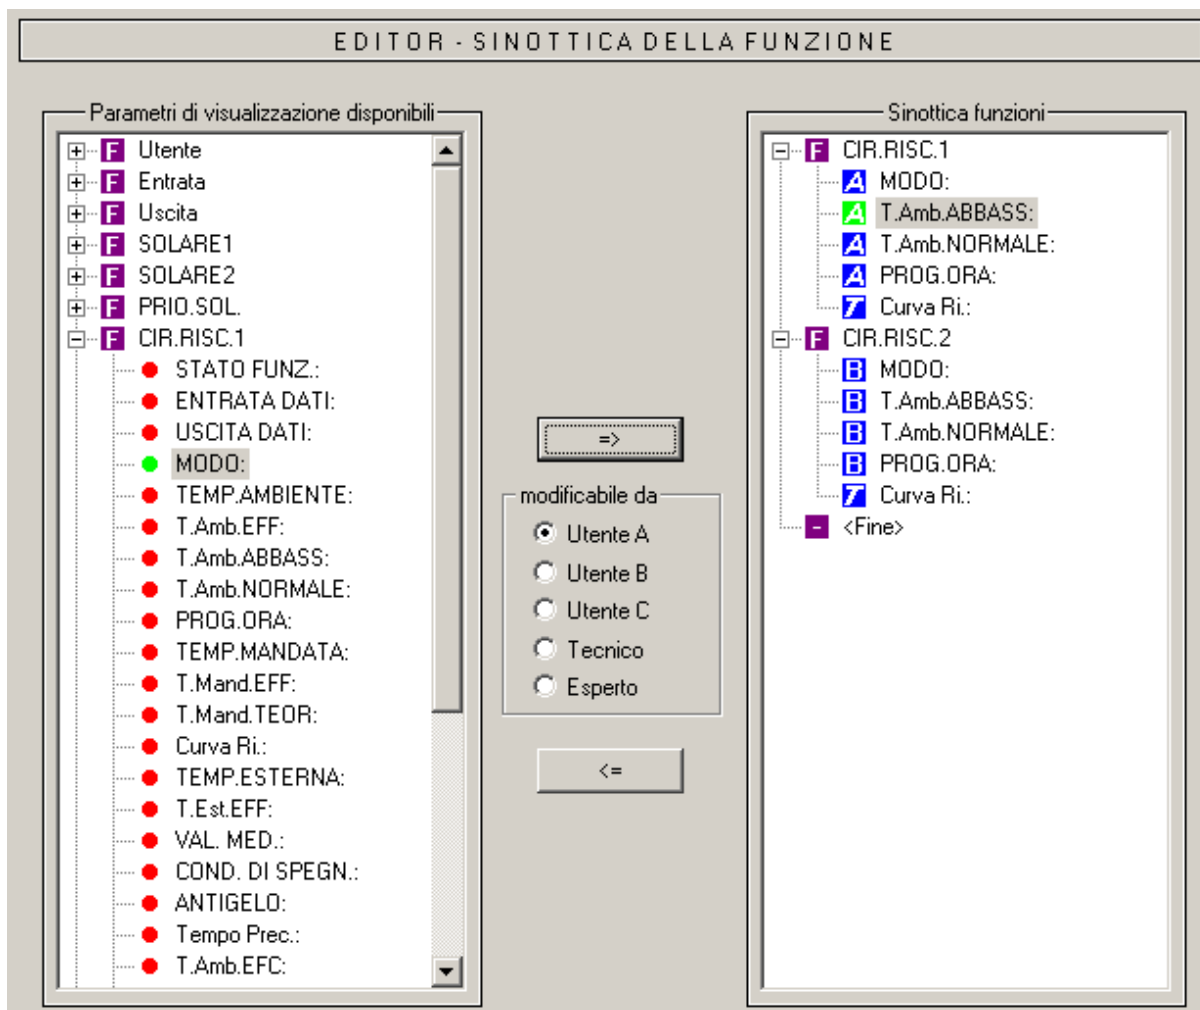 EDITOR - SINOTTICA DELLA FUNZIONE
Parametri di visualizzazione disponibili
F Utente
F Entrata
F Uscita
F SOLARE1
F SOLARE2
F PRIO.SOL.
F CIR.RISC.1
STATO FUNZ.:
ENTRATA DATI:
USCITA DATI:
MODO:
TEMP.AMBIENTE:
T.Amb.EFF:
T.Amb.ABBASS:
T.Amb.NORMALE:
PROG.ORA:
TEMP.MANDATA:
T.Mand.EFF:
T.Mand.TEOR:
Curva Ri.:
TEMP.ESTERNA:
T.Est.EFF:
VAL. MED.:
COND. DI SPEGN.:
ANTIGELO:
Tempo Prec.:
T.Amb.EFC:
=>
modificabile da
Utente A
Utente B
Utente C
Tecnico
Esperto
<=
Sinottica funzioni
F CIR.RISC.1
A MODO:
A T.Amb.ABBASS:
A T.Amb.NORMALE:
A PROG.ORA:
T Curva Ri.:
F CIR.RISC.2
B MODO:
B T.Amb.ABBASS:
B T.Amb.NORMALE:
B PROG.ORA:
T Curva Ri.:
- <Fine>